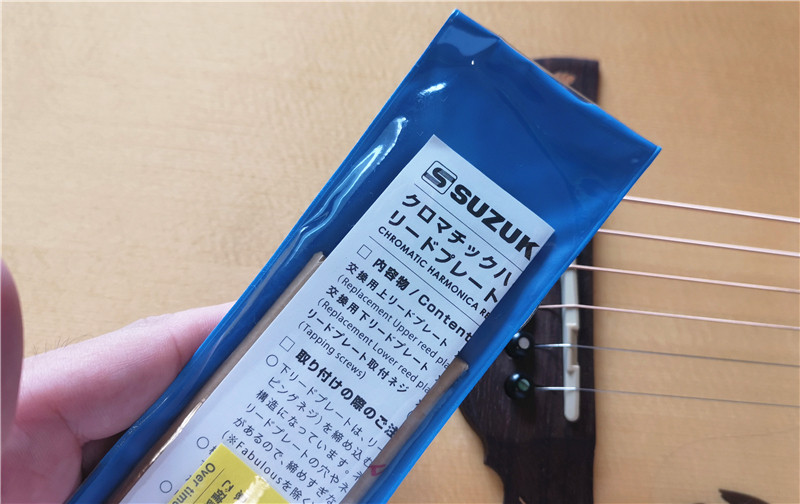 SUZUK
クロマチックハ
リードプレート
CHROMATIC HARMONICA RE
□ 内容物 / Content
交換用上リードプレート
(Replacement Upper reed pla
交換用下リードプレート
(Replacement Lower reed pla
リードプレート取付ネジ
(Tapping screws)
□ 取り付けの際のご注
○下リードプレートは、リ
ピングネジ)を締め込む
構造になっています。
リードプレートの穴やネ
があるので、締めすぎな
(※Fabulousを除
Over time